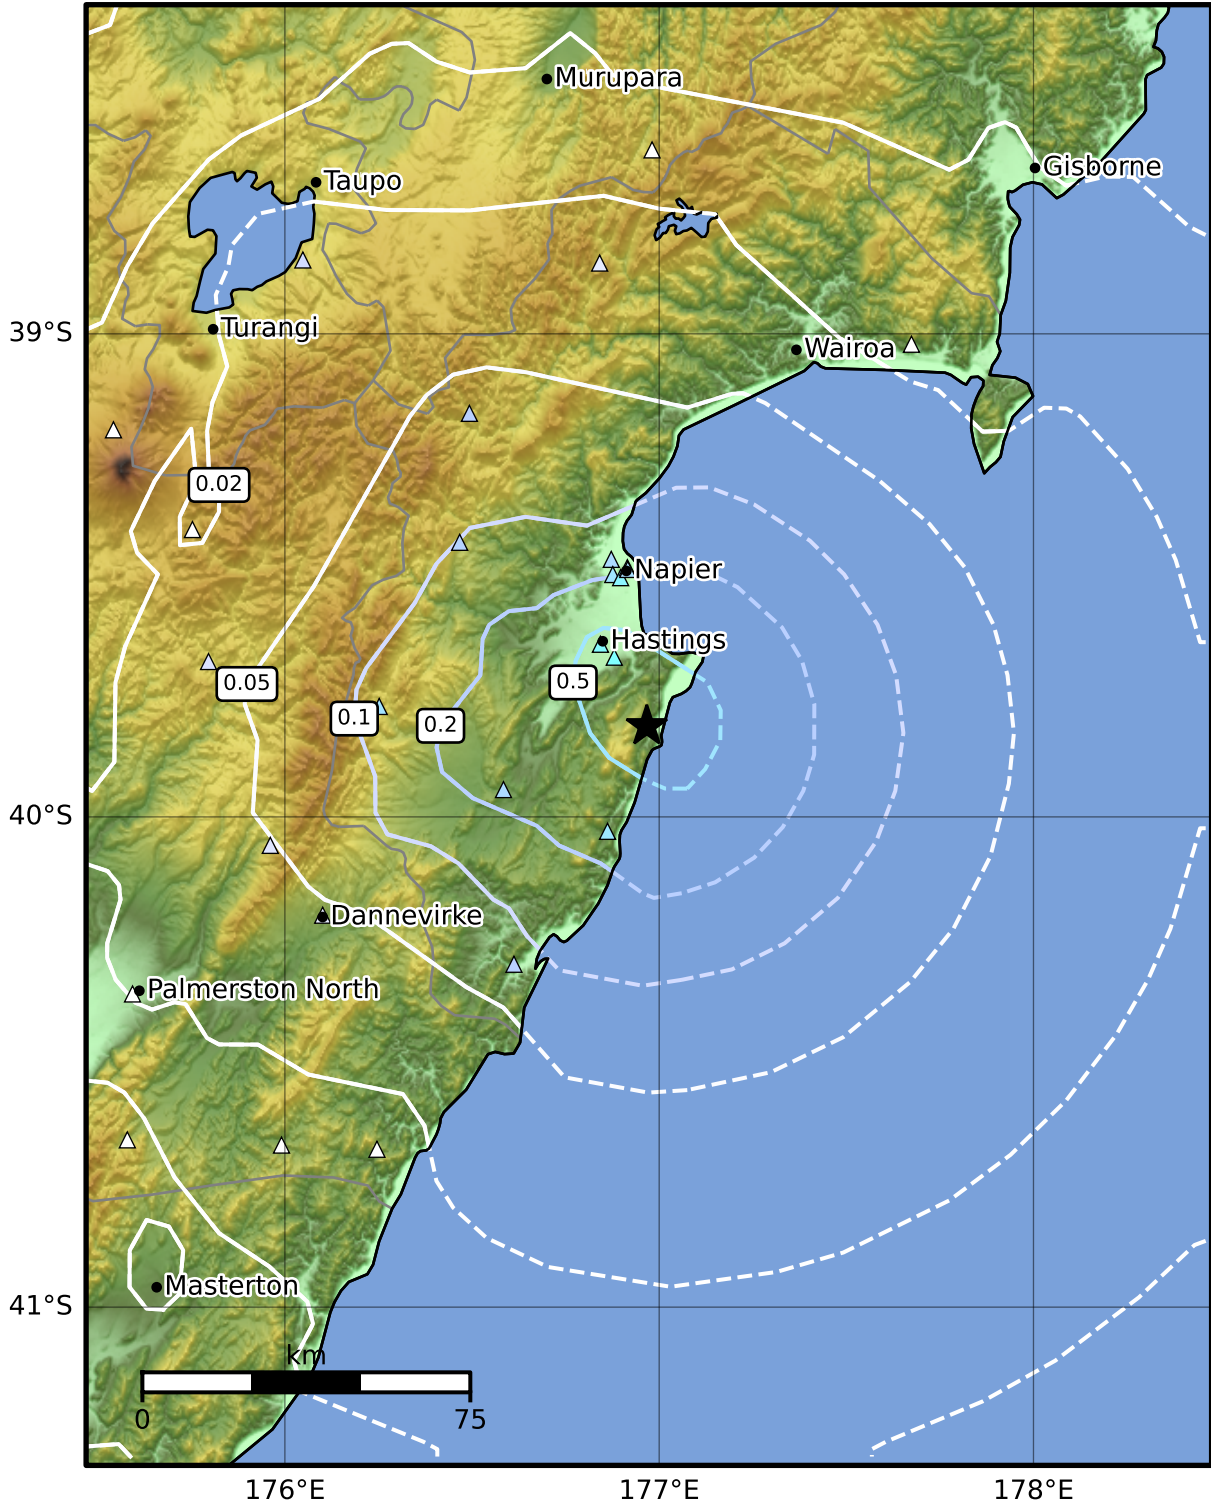 Murupara
Gisborne
Taupo
Turangi
39°S
Wairoa
0.02
Napier
Hastings
0.05
0.5
0.1
0.2
40°S
Dannevirke
Palmerston North
Masterton
41°S
km
0
75
176°E
177°E
178°E